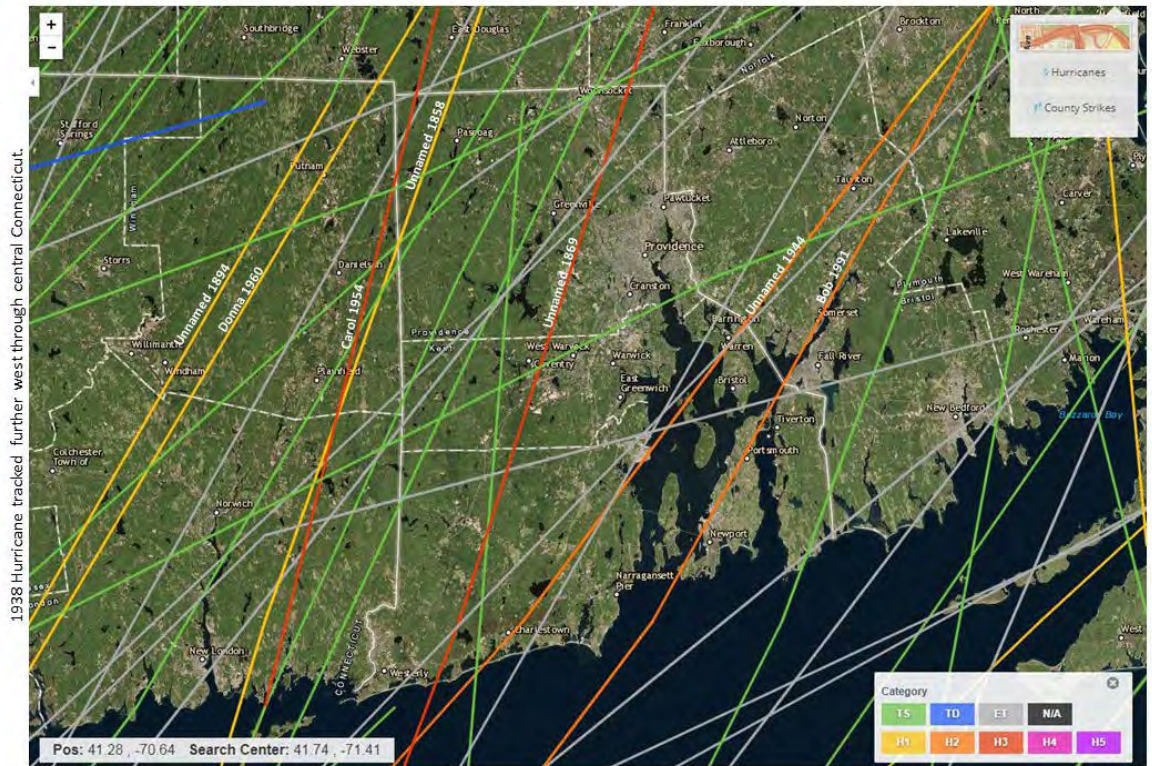 1938 Hurricane tracked further west through central Connecticut.
+
−
Southbridge
Webster
East Douglas
Franklin
Foxborough
Brockton
North
Norfolk
Hurricanes
County Strikes
Woonsocket
Stafford
Springs
Pascoag
Norton
Attleboro
Putnam
Unnamed 1858
Taunton
Carver
Greenville
Pawtucket
Providence
Lakeville
Storrs
Danielson
Cranston
West Wareham
Plymouth
Bristol
Unnamed 1894
Donna 1960
Carol 1954
Unnamed 1869
Unnamed 1944
Bob 1991
Somerset
Barrington
Wareham
Providence
Kent
Rochester
Willimantic
Windham
West Warwick
Coventry
Warwick
Warren
Fall River
Marion
Plainfield
East
Greenwich
Bristol
New Bedford
Buzzards Bay
Tiverton
Portsmouth
Colchester
Town of
Norwich
Newport
Narragansett
Pier
Charlestown
New London
CONNECTICUT
Westerly
West
Category
TS
TD
ET
N/A
H1
H2
H3
H4
H5
Pos: 41.28 , -70.64 Search Center: 41.74 , -71.41